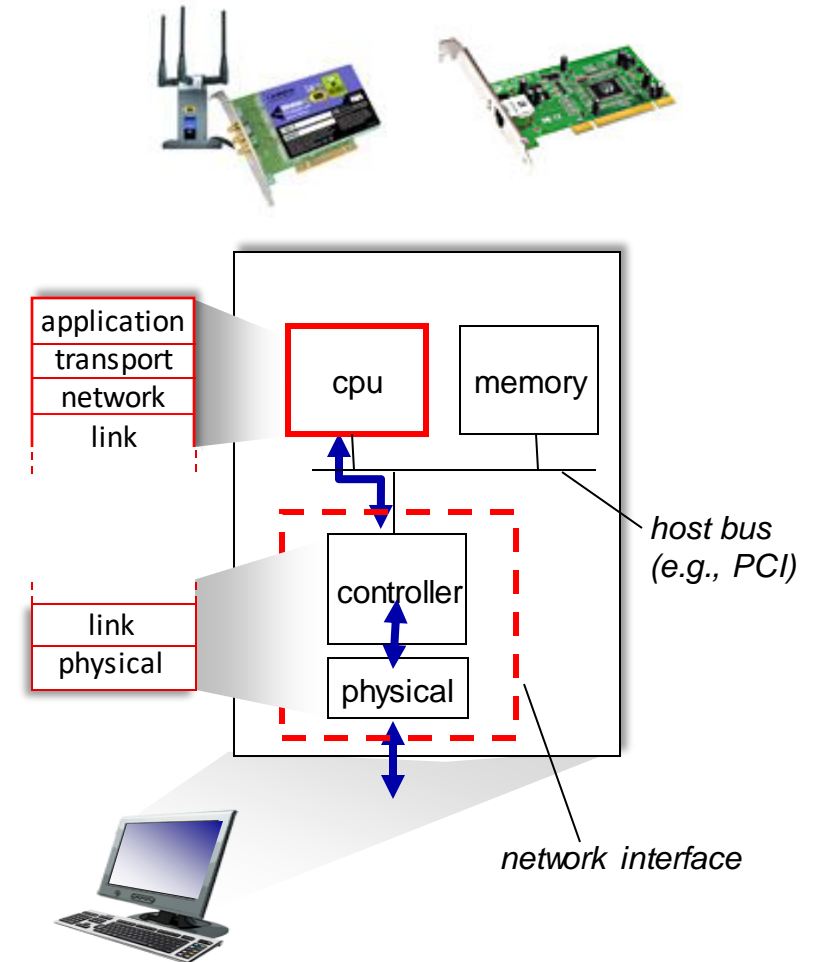 application
transport
network
link
cpu
memory
host bus
(e.g., PCI)
controller
link
physical
physical
network interface